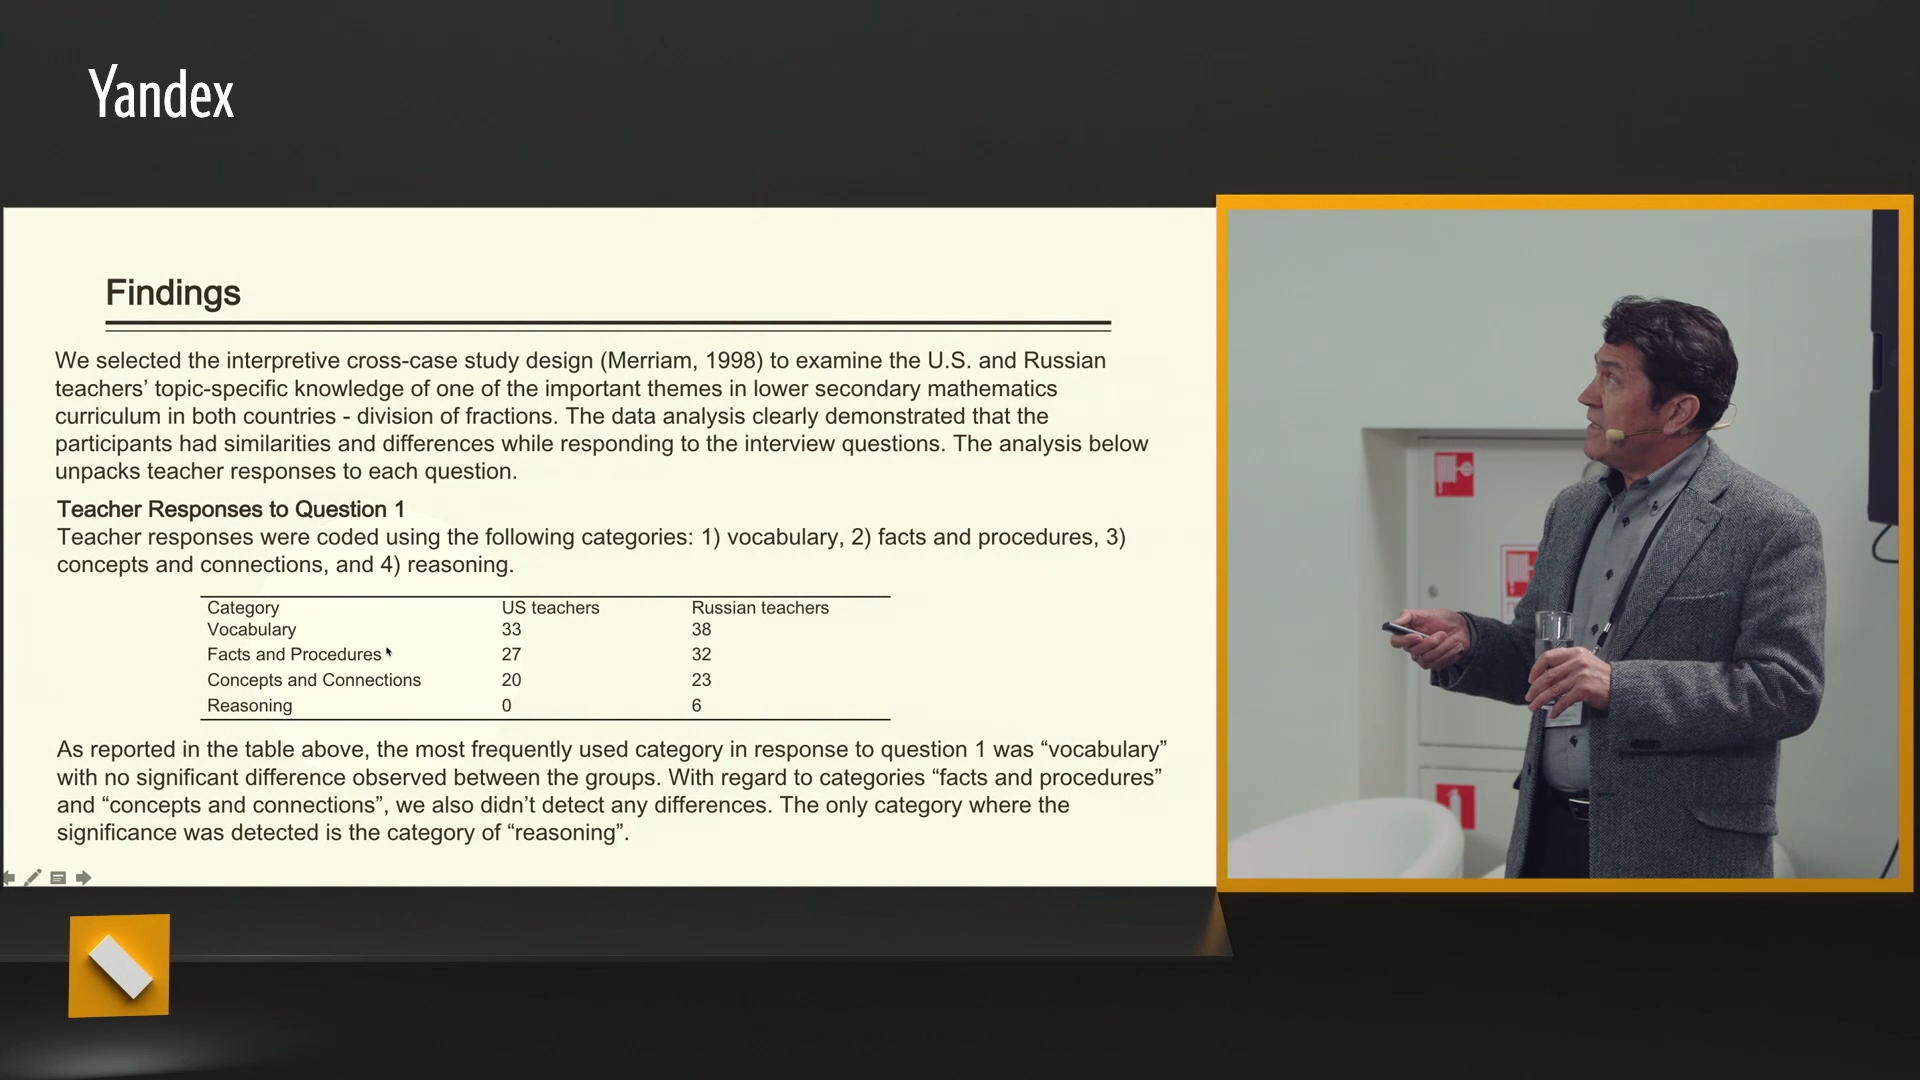 Yandex
Findings
We selected the interpretive cross-case study design (Merriam, 1998) to examine the U.S. and Russian
teachers’ topic-specific knowledge of one of the important themes in lower secondary mathematics
curriculum in both countries - division of fractions. The data analysis clearly demonstrated that the
participants had similarities and differences while responding to the interview questions. The analysis below
unpacks teacher responses to each question.
Teacher Responses to Question 1
Teacher responses were coded using the following categories: 1) vocabulary, 2) facts and procedures, 3)
concepts and connections, and 4) reasoning.
Category US teachers Russian teachers
Vocabulary 33 38
Facts and Procedures 27 32
Concepts and Connections 20 23
Reasoning 0 6
As reported in the table above, the most frequently used category in response to question 1 was “vocabulary”
with no significant difference observed between the groups. With regard to categories “facts and procedures”
and “concepts and connections”, we also didn’t detect any differences. The only category where the
significance was detected is the category of “reasoning”.